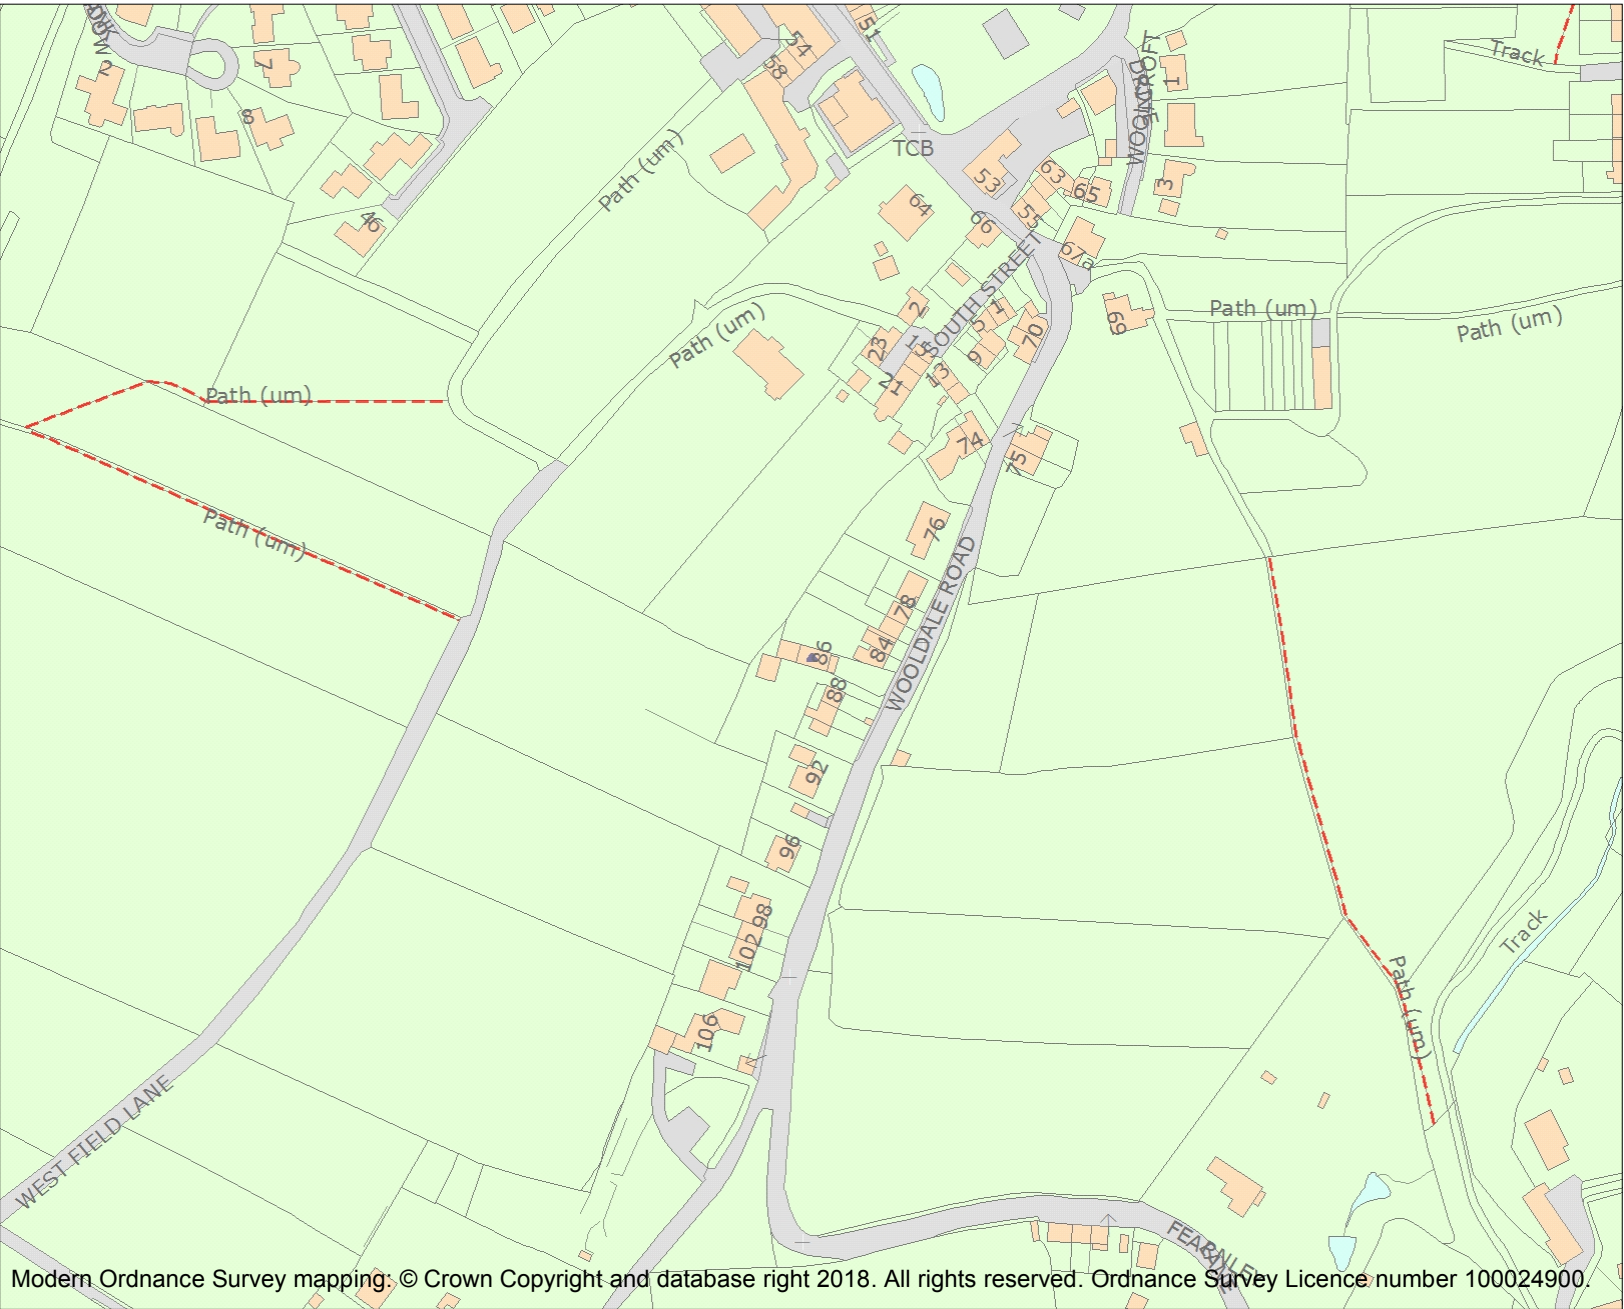 2
7
8
46
54
58
51
Track
TCB
53
63
65
55
64
66
67a
1
3
Path (um)
SOUTH STREET
2
1
5
9
70
23
15
13
21
69
Path (um)
Path (um)
Path (um)
Path (um)
74
75
Path (um)
76
78
84
86
88
WOOLDALE ROAD
92
96
98
102
106
Track
Path (um)
WEST FIELD LANE
Modern Ordnance Survey mapping: © Crown Copyright and database right 2018. All rights reserved. Ordnance Survey Licence number 100024900.